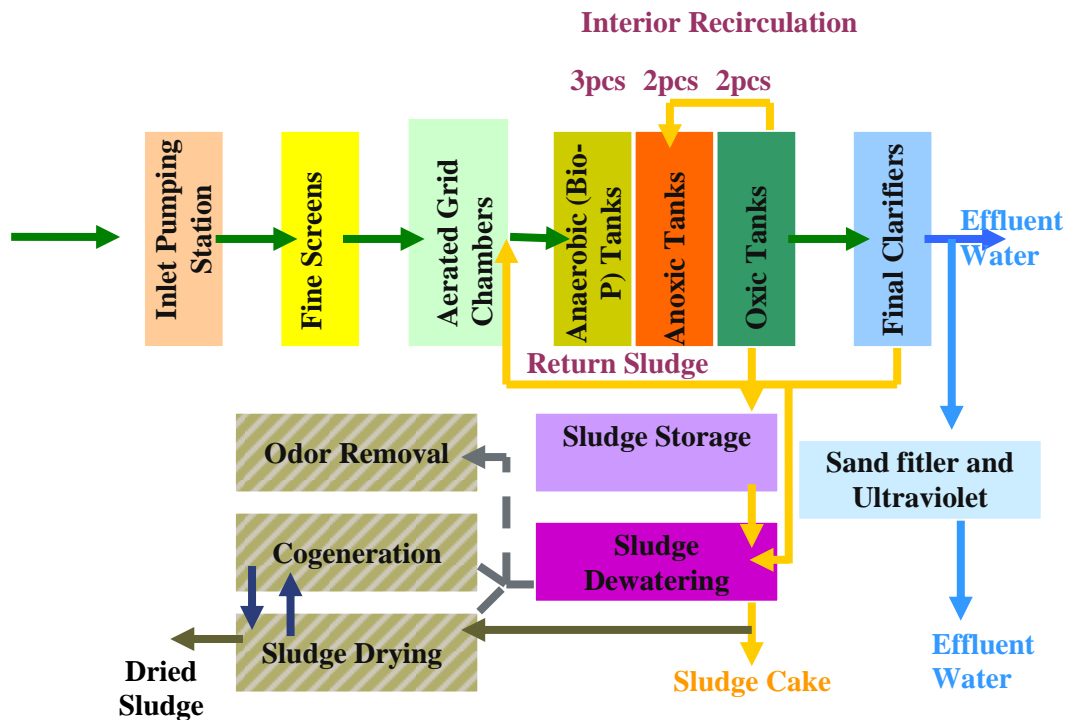 Interior Recirculation
3pcs 2pcs 2pcs
Inlet Pumping
Station
Fine Screens
Aerated Grid
Chambers
Anaerobic (Bio-
P) Tanks
Anoxic Tanks
Oxic Tanks
Final Clarifiers
Effluent
Water
Return Sludge
Odor Removal
Sludge Storage
Sand fitler and
Ultraviolet
Cogeneration
Sludge
Dewatering
Sludge Drying
Dried
Sludge
Sludge Cake
Effluent
Water